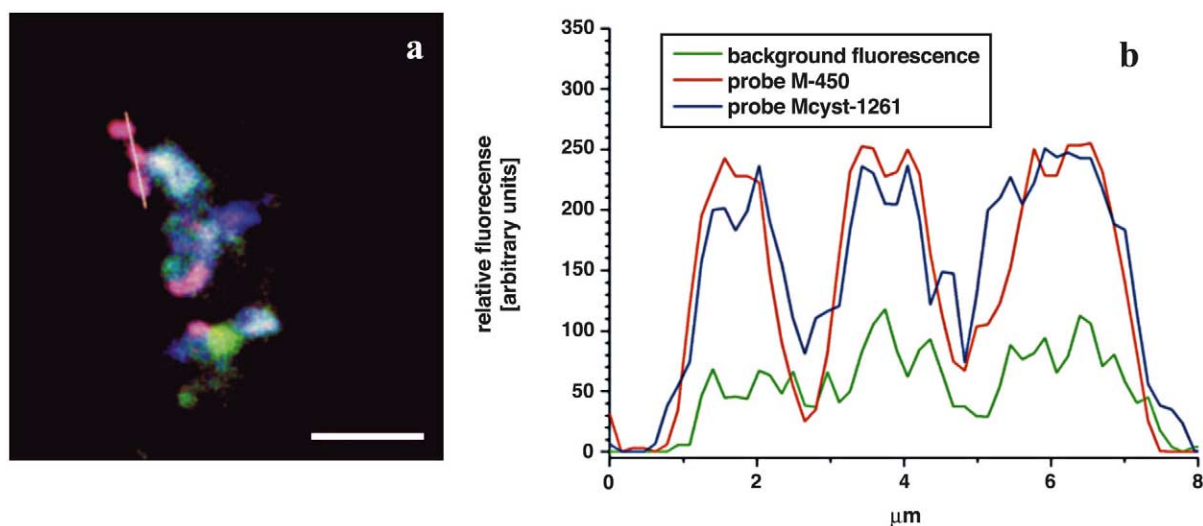 a
b
background fluorescence
probe M-450
probe Mcyst-1261
relative fluorecense
[arbitrary units]
350
300
250
200
150
100
50
0
0
2
4
6
8
μm